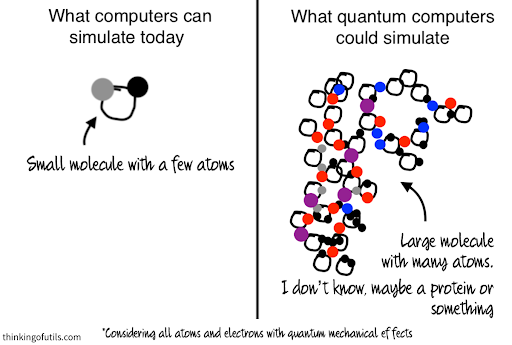 What computers can
simulate today
Small molecule with a few atoms
What quantum computers
could simulate
Large molecule
with many atoms.
I don't know, maybe a protein or
something
*Considering all atoms and electrons with quantum mechanical effects
thinkingofutils.com